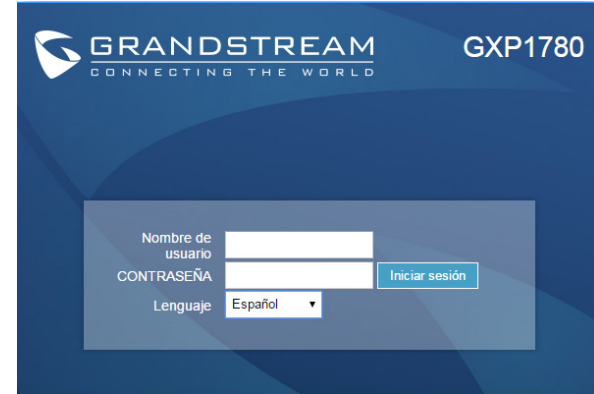 GRANDSTREAM
CONNECTING THE WORLD
GXP1780
Nombre de
usuario
CONTRASEÑA
Iniciar sesión
Lenguaje
Español